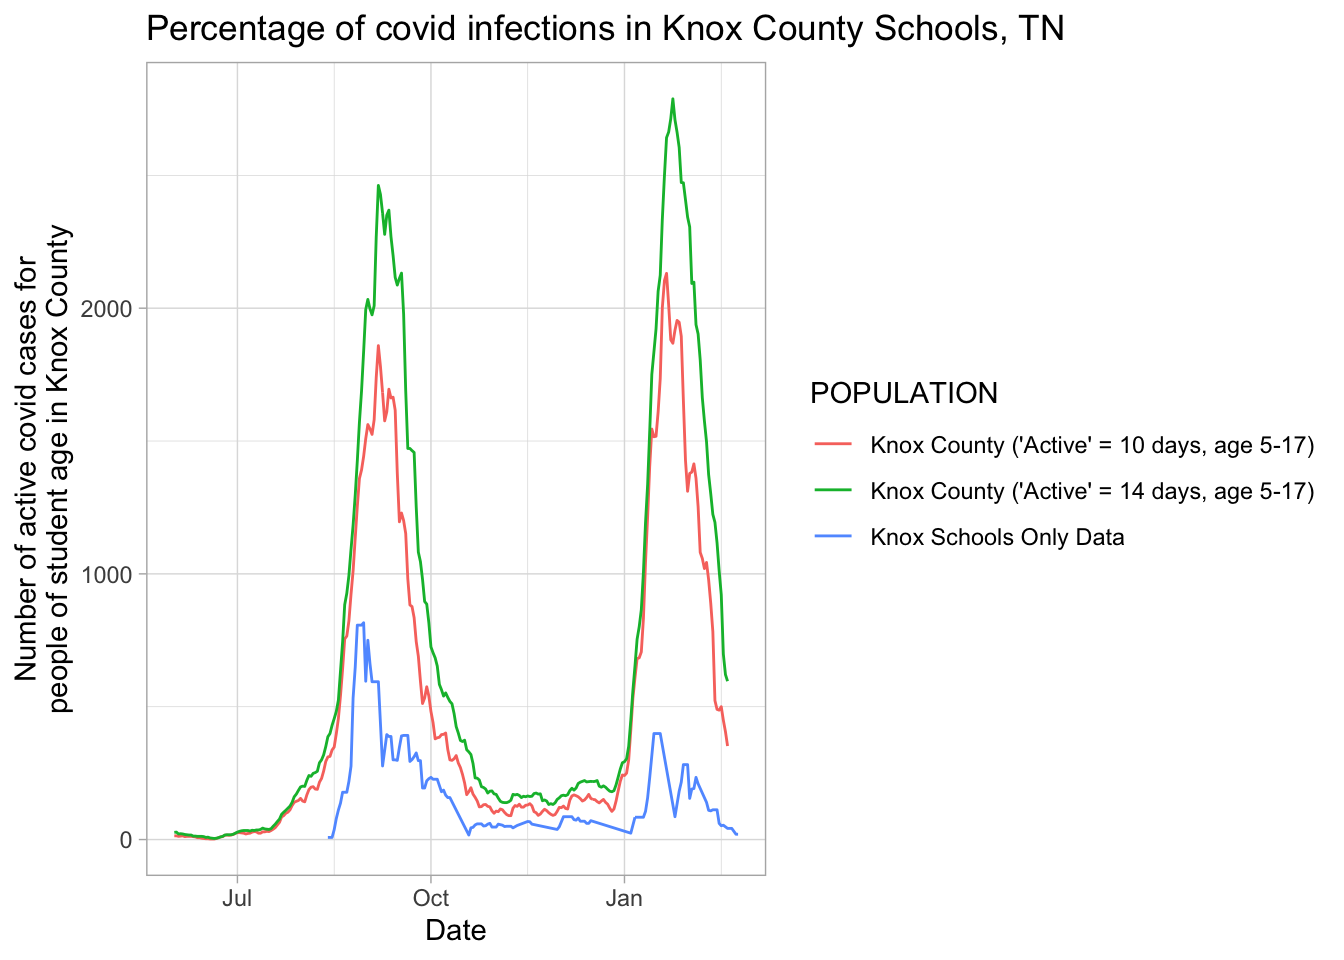 Percentage of covid infections in Knox County Schools, TN
Number of active covid cases for
people of student age in Knox County
2000
1000
0
Jul
Oct
Jan
Date
POPULATION
Knox County ('Active' = 10 days, age 5-17)
Knox County ('Active' = 14 days, age 5-17)
Knox Schools Only Data